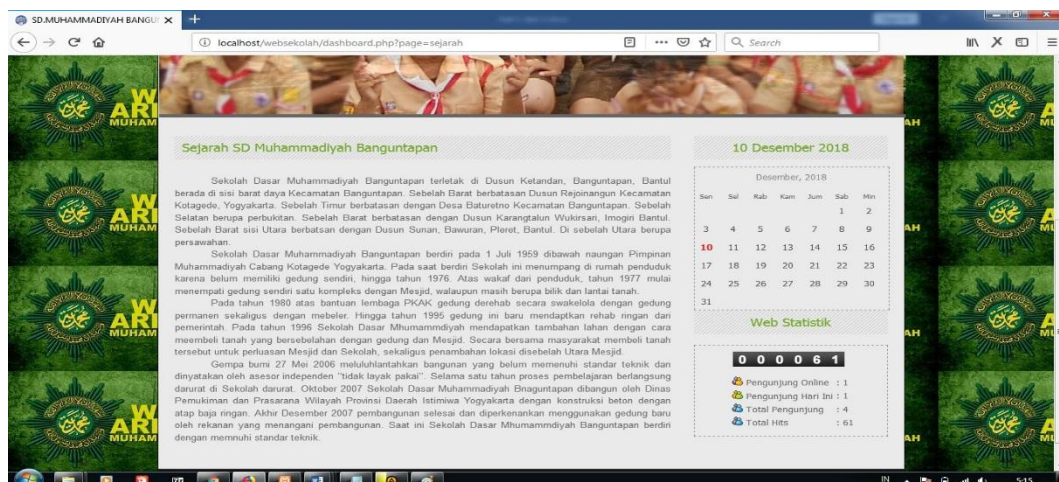 SD.MUHAMMADIYAH BANGU
localhost/websekolah/dashboard.php?page=sejarah
Search
Sejarah SD Muhammadiyah Banguntapan
Sekolah Dasar Muhammadiyah Banguntapan terletak di Dusun Ketandan, Banguntapan, Bantul
berada di sisi barat daya Kecamatan Banguntapan. Sebelah Barat berbatasan Dusun Rejoinangun Kecamatan
Kotagede, Yogyakarta. Sebelah Timur berbatasan dengan Desa Baturetno Kecamatan Banguntapan. Sebelah
Selatan berupa perbukitan. Sebelah Barat berbatasan dengan Dusun Karangtalun Wukirsari, Imogiri Bantul.
Sebelah Barat sisi Utara berbatsan dengan Dusun Sunan, Bawuran, Pleret, Bantul. Di sebelah Utara berupa
persawahan.
Sekolah Dasar Muhammadiyah Banguntapan berdiri pada 1 Juli 1959 dibawah naungan Pimpinan
Muhammadiyah Cabang Kotagede Yogyakarta. Pada saat berdin Sekolah ini menumpang di rumah penduduk
karena belum memiliki gedung sendiri, hingga tahun 1976. Atas wakaf dari penduduk, tahun 1977 mulai
menempati gedung sendiri satu kompleks dengan Mesjid, walaupun masih berupa bilik dan lantai tanah.
Pada tahun 1980 atas bantuan lembaga PKAK gedung derehab secara swakelola dengan gedung
permanen sekaligus dengan mebeler. Hingga tahun 1995 gedung ini baru mendaptkan rehab ringan dari
pemerintah. Pada tahun 1996 Sekolah Dasar Mhumammdiyah mendapatkan tambahan lahan dengan cara
meembeli tanah yang bersebelahan dengan gedung dan Mesjid. Secara bersama masyarakat membeli tanah
tersebut untuk perluasan Mesjid dan Sekolah, sekaligus penambahan lokasi disebelah Utara Mesjid.
Gempa bumi 27 Mei 2006 meluluhlantahkan bangunan yang belum memenuhi standar teknik dan
dinyatakan oleh asesor independen "tidak layak pakai". Selama satu tahun proses pembelajaran berlangsung
darurat di Sekolah darurat. Oktober 2007 Sekolah Dasar Muhammadiyah Bnaguntapan dibangun oleh Dinas
Pemukiman dan Prasarana Wilayah Provinsi Daerah Istimiwa Yogyakarta dengan konstruksi beton dengan
atap baja ringan. Akhir Desember 2007 pembangunan selesai dan diperkenankan menggunakan gedung baru
oleh rekanan yang menangani pembangunan. Saat ini Sekolah Dasar Mhumammdiyah Banguntapan berdiri
dengan memnuhi standar teknik.
10 Desember 2018
Desember, 2018
Sen Sel Rab Kam Jum Sab Min
1 2
3 4 5 6 7 8 9
10 11 12 13 14 15 16
17 18 19 20 21 22 23
24 25 26 27 28 29 30
31
Web Statistik
0 0 0 0 6 1
Pengunjung Online : 1
Pengunjung Hari Ini : 1
Total Pengunjung : 4
Total Hits : 61
IN
5:15